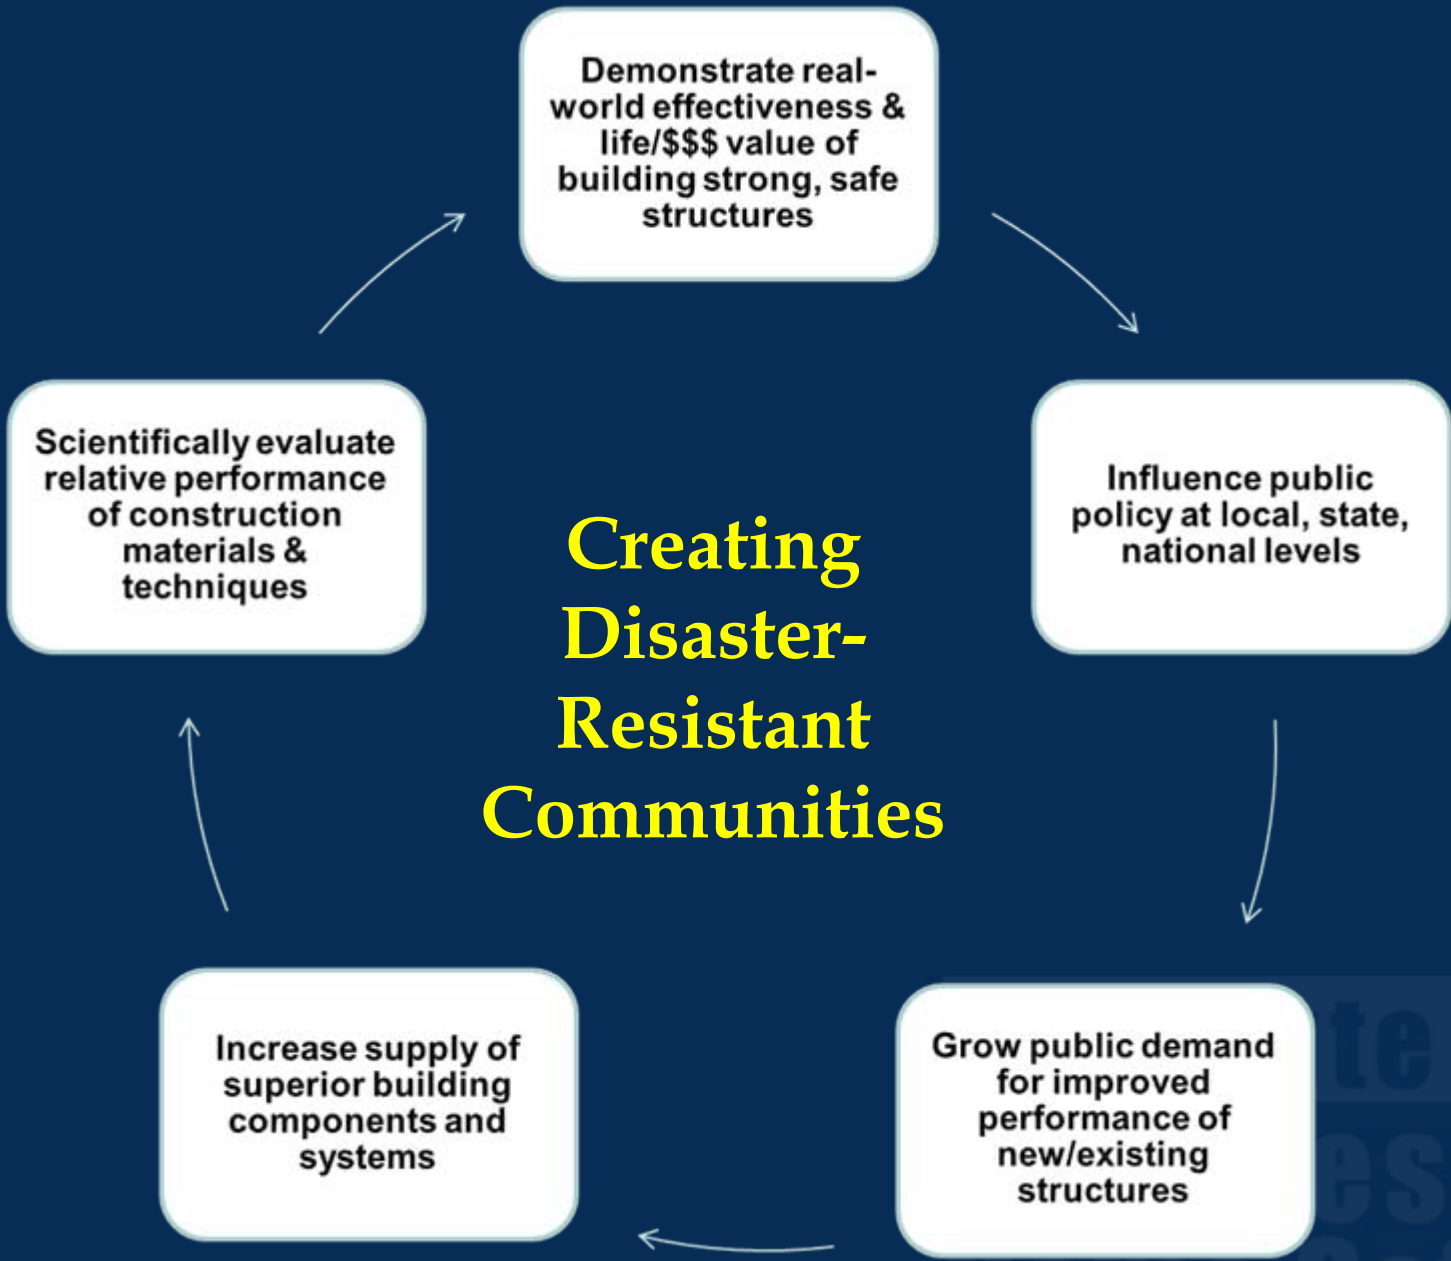 Demonstrate real-
world effectiveness &
life/$$$ value of
building strong, safe
structures
Scientifically evaluate
relative performance
of construction
materials &
techniques
Influence public
policy at local, state,
national levels
Creating
Disaster-
Resistant
Communities
Increase supply of
superior building
components and
systems
Grow public demand
for improved
performance of
new/existing
structures